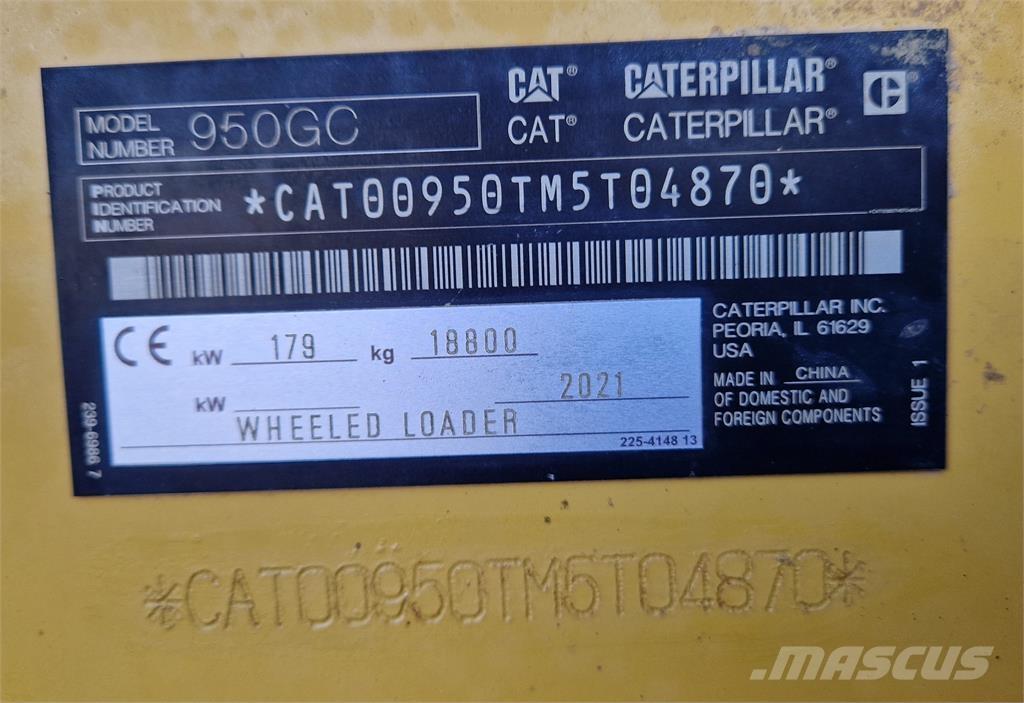 CAT® CATERPILLAR®
CAT® CATERPILLAR®
MODEL NUMBER 950GC
PRODUCT IDENTIFICATION NUMBER *CAT00950TM5T04870*
CE kW 179 kg 18800
2021
kW
WHEELED LOADER
225-4148 13
239-6986 7
CATERPILLAR INC.
PEORIA, IL 61629
USA
MADE IN CHINA
OF DOMESTIC AND
FOREIGN COMPONENTS
ISSUE 1
*CAT00950TM5T04870*
.MASCUS